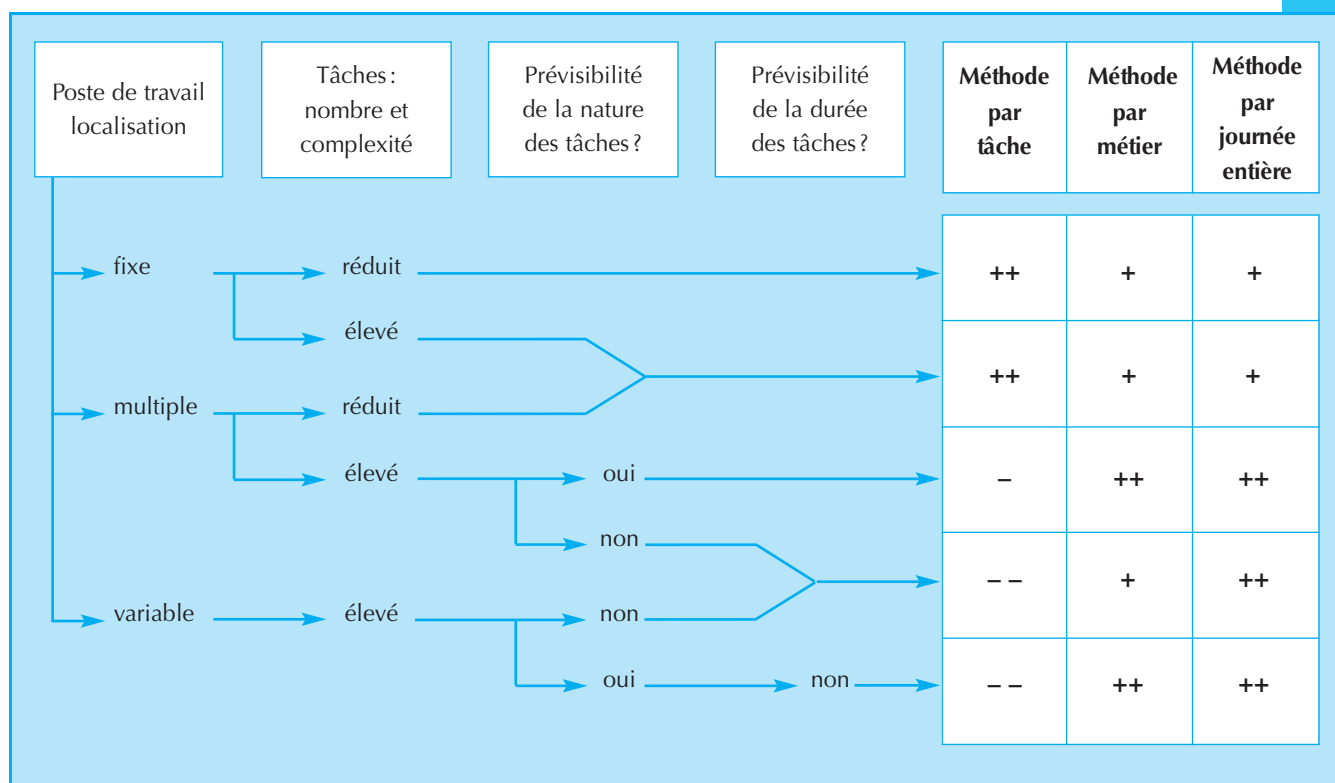 Poste de travail
localisation
Tâches :
nombre et
complexité
Prévisibilité
de la nature
des tâches ?
Prévisibilité
de la durée
des tâches ?
Méthode
par
tâche
Méthode
par
métier
Méthode
par
journée
entière
fixe
réduit
++
+
+
élevé
++
+
+
multiple
réduit
élevé
oui
–
++
++
non
– –
+
++
variable
élevé
non
oui
non
– –
++
++